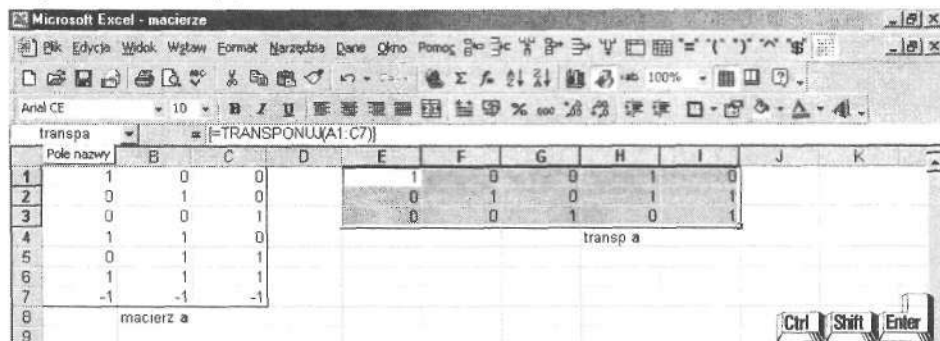 Microsoft Excel - macierze
Plik Edycja Widok Wstaw Format Narzędzia Dane Okno Pomoc
100%
Arial CE 10 B I U % 000
transpa = {=TRANSPONUJ(A1:C7)}
Pole nazwy B C D E F G H I J K
1 1 0 0 1 0 0 1 0
2 0 1 0 0 1 0 1 1
3 0 0 1 0 0 1 0 1
4 1 1 0 transp a
5 0 1 1
6 1 1 1
7 -1 -1 -1
8 macierz a Ctrl Shift Enter
9